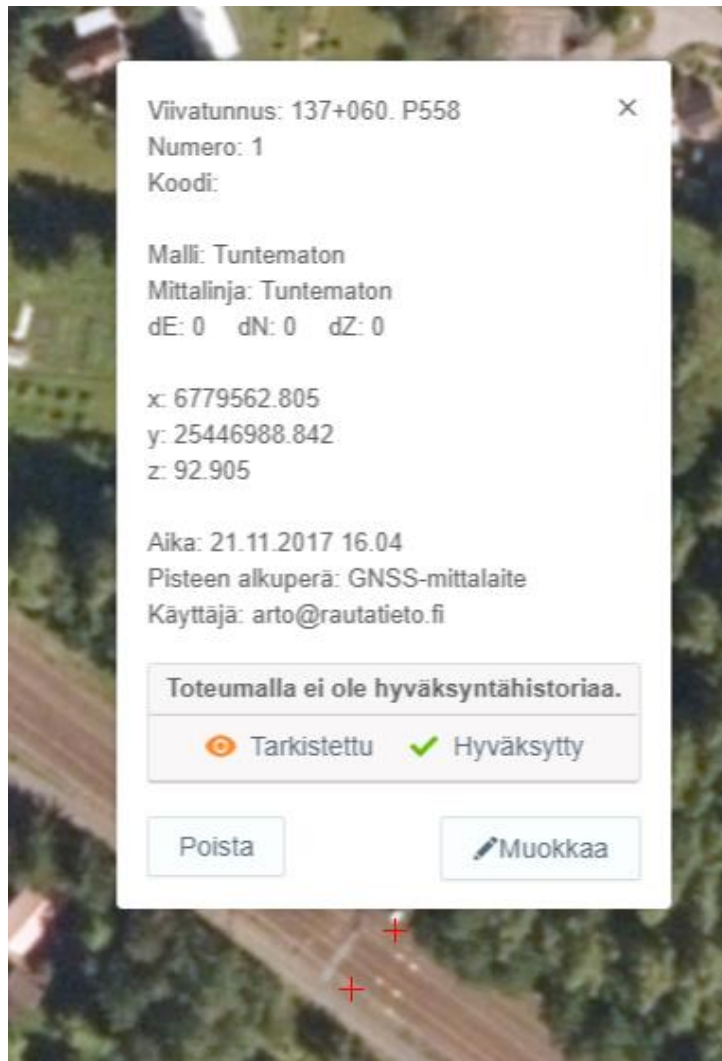 Viivatunnus: 137+060. P558
×
Numero: 1
Koodi:
Malli: Tuntematon
Mittalinja: Tuntematon
dE: 0 dN: 0 dZ: 0
x: 6779562.805
y: 25446988.842
z: 92.905
Aika: 21.11.2017 16.04
Pisteen alkuperä: GNSS-mittalaite
Käyttäjä: arto@rautatieto.fi
Toteumalla ei ole hyväksyntähistoriaa.
Tarkistettu Hyväksytty
Poista Muokkaa